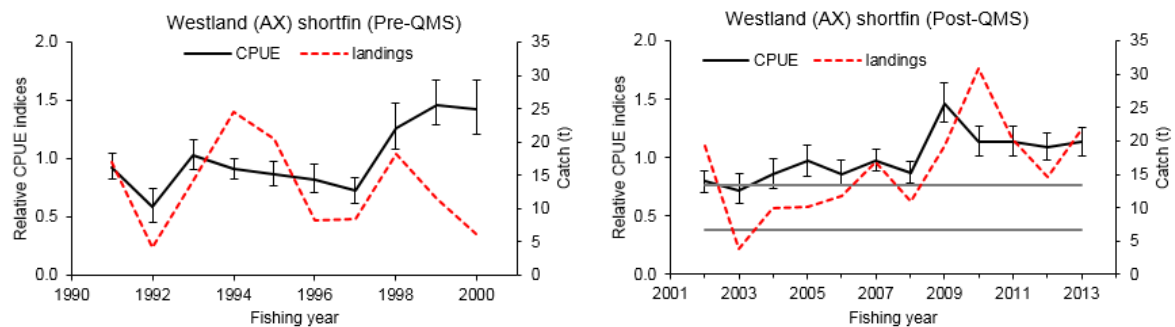 Westland (AX) shortfin (Pre-QMS)
CPUE landings
2.0
1.5
1.0
0.5
0.0
Relative CPUE indices
35
30
25
20
15
10
5
0
Catch (t)
1990 1992 1994 1996 1998 2000
Fishing year
Westland (AX) shortfin (Post-QMS)
CPUE landings
2.0
1.5
1.0
0.5
0.0
Relative CPUE indices
35
30
25
20
15
10
5
0
Catch (t)
2001 2003 2005 2007 2009 2011 2013
Fishing year